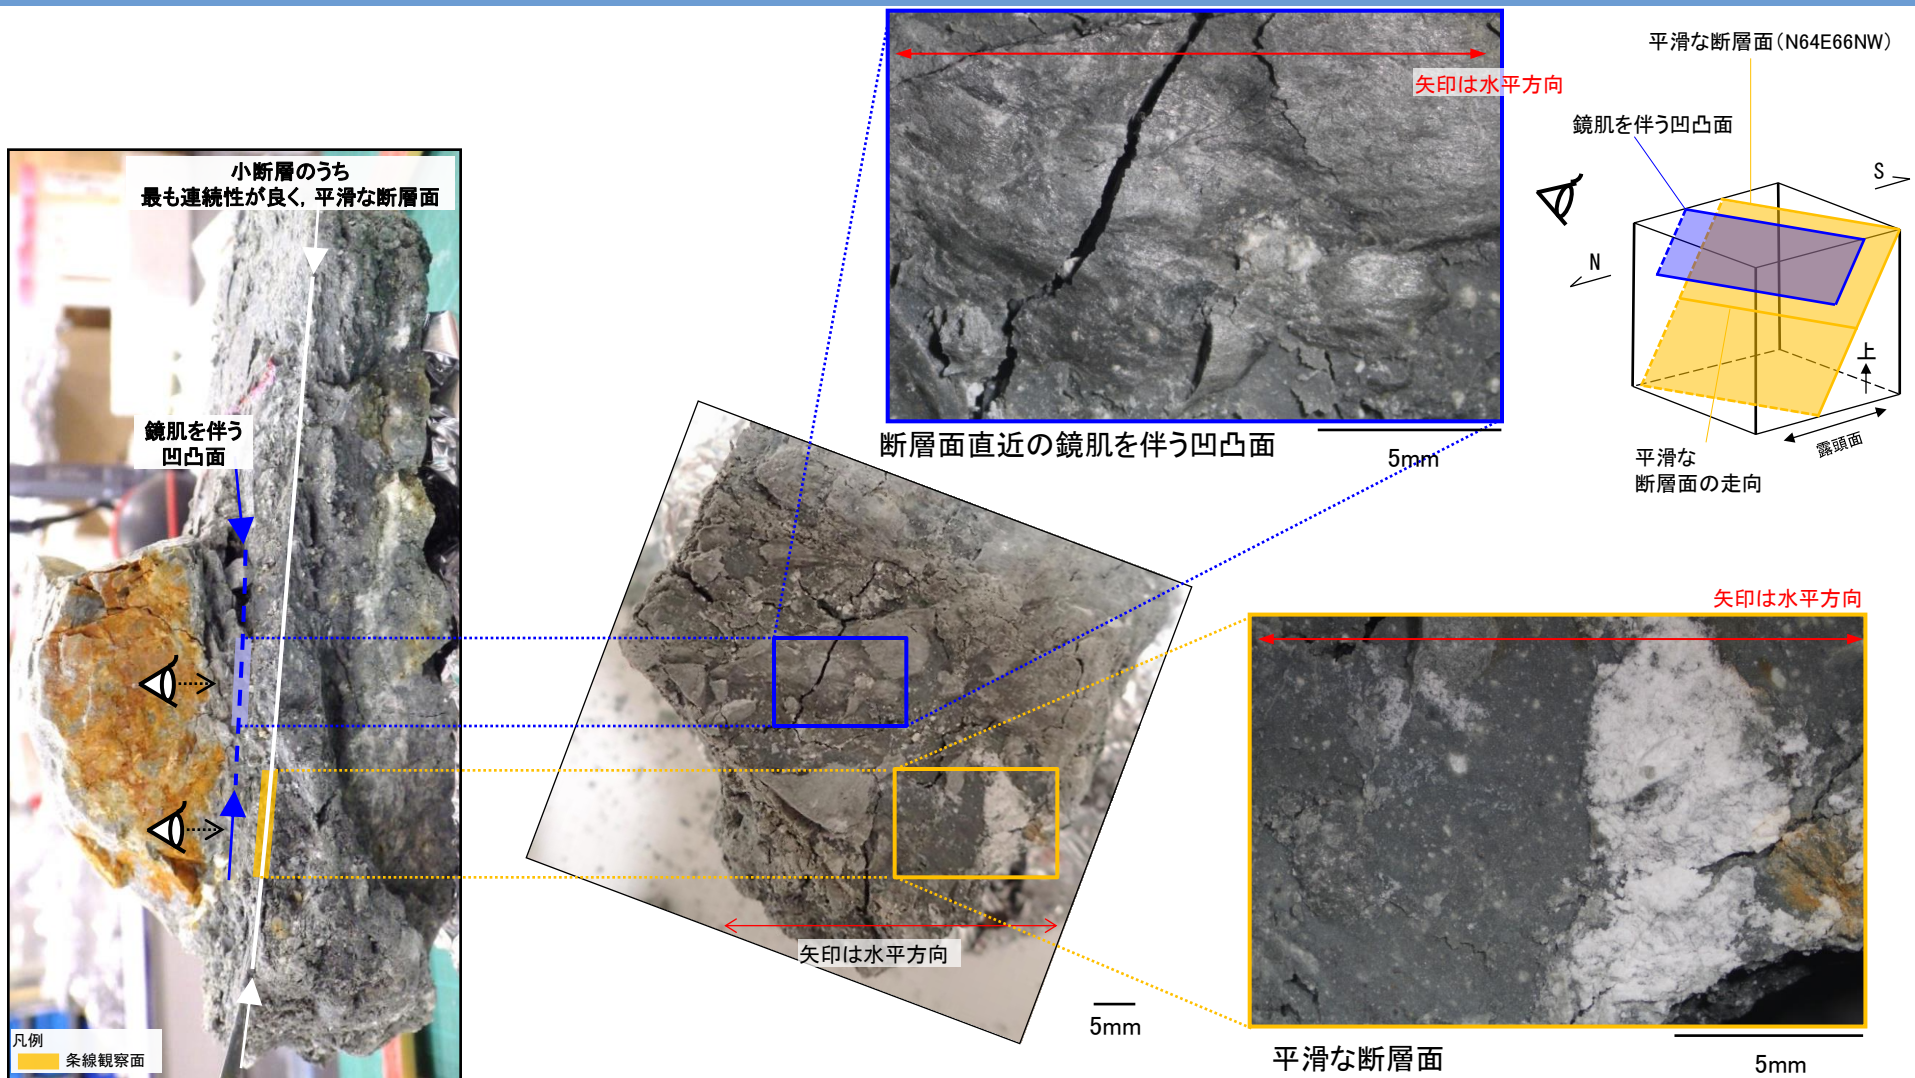 小断層のうち
最も連続性が良く，平滑な断層面
鏡肌を伴う
凹凸面
凡例
条線観察面
矢印は水平方向
断層面直近の鏡肌を伴う凹凸面
5mm
矢印は水平方向
5mm
平滑な断層面（N64E66NW）
鏡肌を伴う凹凸面
S
N
上
露頭面
平滑な
断層面の走向
矢印は水平方向
平滑な断層面
5mm